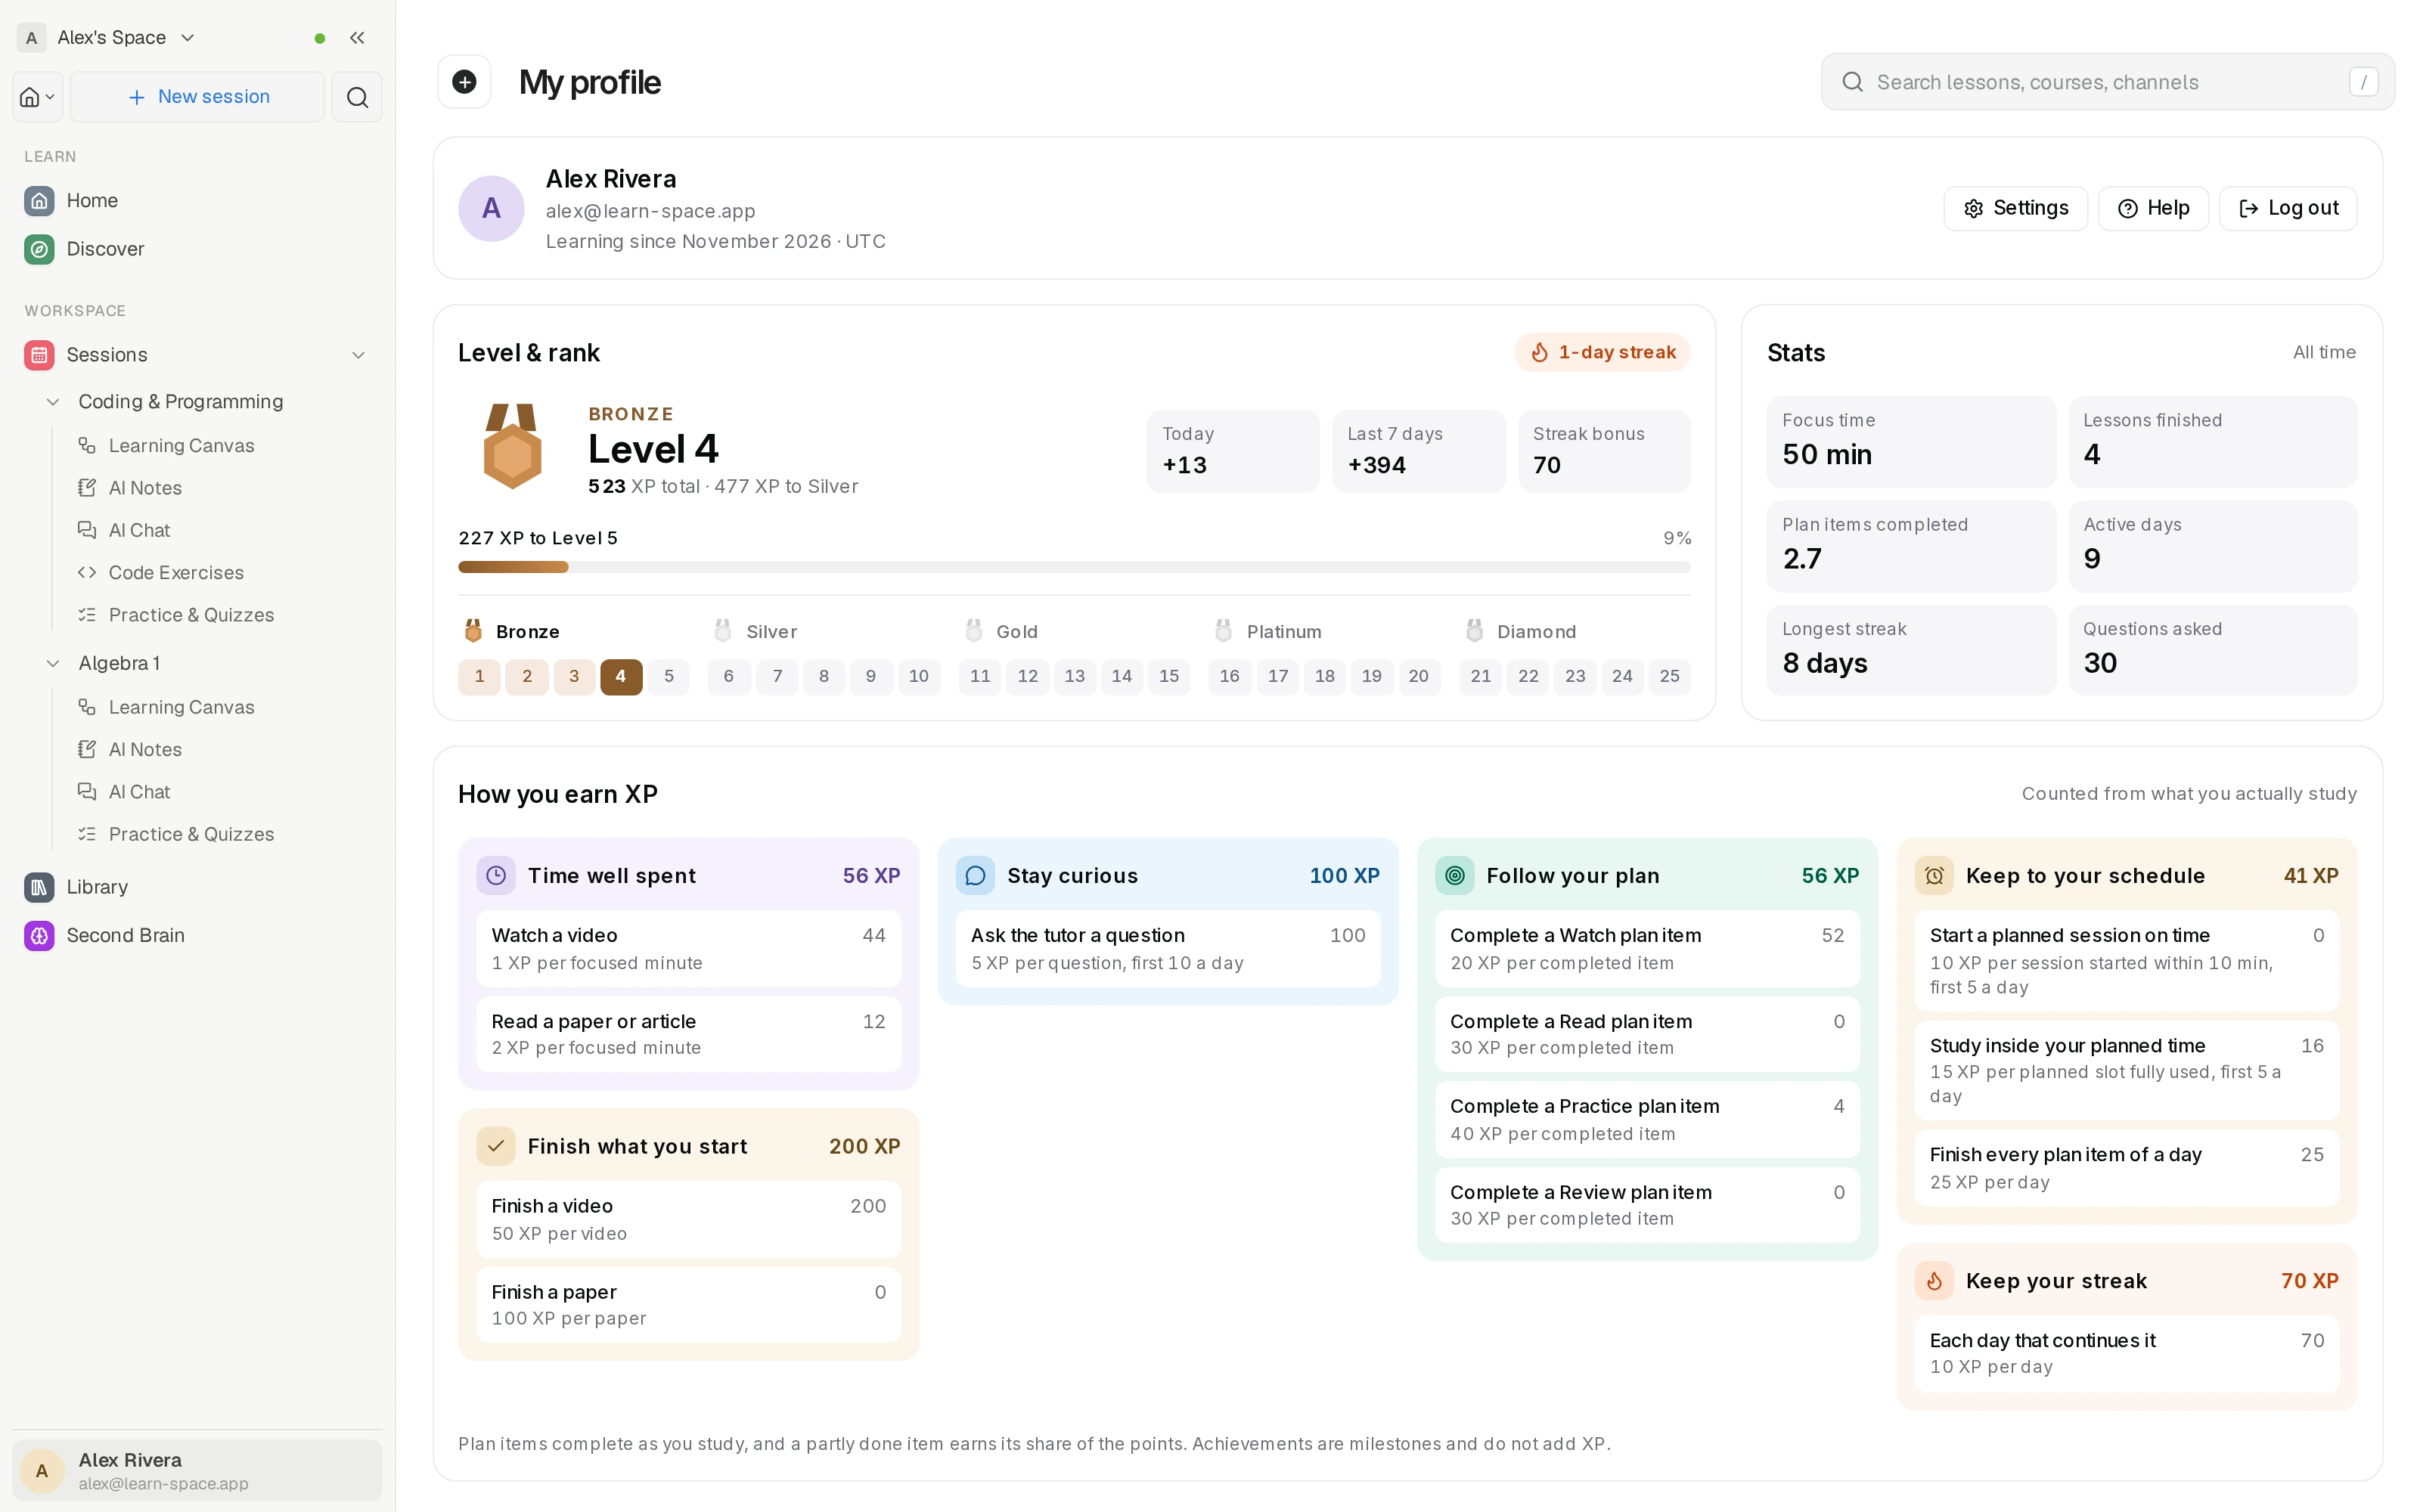 A Alex's Space
New session
LEARN
Home
Discover
WORKSPACE
Sessions
Coding & Programming
Learning Canvas
AI Notes
AI Chat
Code Exercises
Practice & Quizzes
Algebra 1
Learning Canvas
AI Notes
AI Chat
Practice & Quizzes
Library
Second Brain
A
Alex Rivera
alex@learn-space.app
My profile
Search lessons, courses, channels /
A
Alex Rivera
alex@learn-space.app
Learning since November 2026 · UTC
Settings
Help
Log out
Level & rank
1-day streak
BRONZE
Level 4
523 XP total · 477 XP to Silver
Today
+13
Last 7 days
+394
Streak bonus
70
227 XP to Level 5
9%
Bronze Silver Gold Platinum Diamond
1 2 3 4 5 6 7 8 9 10 11 12 13 14 15 16 17 18 19 20 21 22 23 24 25
Stats
All time
Focus time
50 min
Lessons finished
4
Plan items completed
2.7
Active days
9
Longest streak
8 days
Questions asked
30
How you earn XP
Counted from what you actually study
Time well spent 56 XP
Watch a video 44
1 XP per focused minute
Read a paper or article 12
2 XP per focused minute
Finish what you start 200 XP
Finish a video 200
50 XP per video
Finish a paper 0
100 XP per paper
Stay curious 100 XP
Ask the tutor a question 100
5 XP per question, first 10 a day
Follow your plan 56 XP
Complete a Watch plan item 52
20 XP per completed item
Complete a Read plan item 0
30 XP per completed item
Complete a Practice plan item 4
40 XP per completed item
Complete a Review plan item 0
30 XP per completed item
Keep to your schedule 41 XP
Start a planned session on time 0
10 XP per session started within 10 min,
first 5 a day
Study inside your planned time 16
15 XP per planned slot fully used, first 5 a
day
Finish every plan item of a day 25
25 XP per day
Keep your streak 70 XP
Each day that continues it 70
10 XP per day
Plan items complete as you study, and a partly done item earns its share of the points. Achievements are milestones and do not add XP.